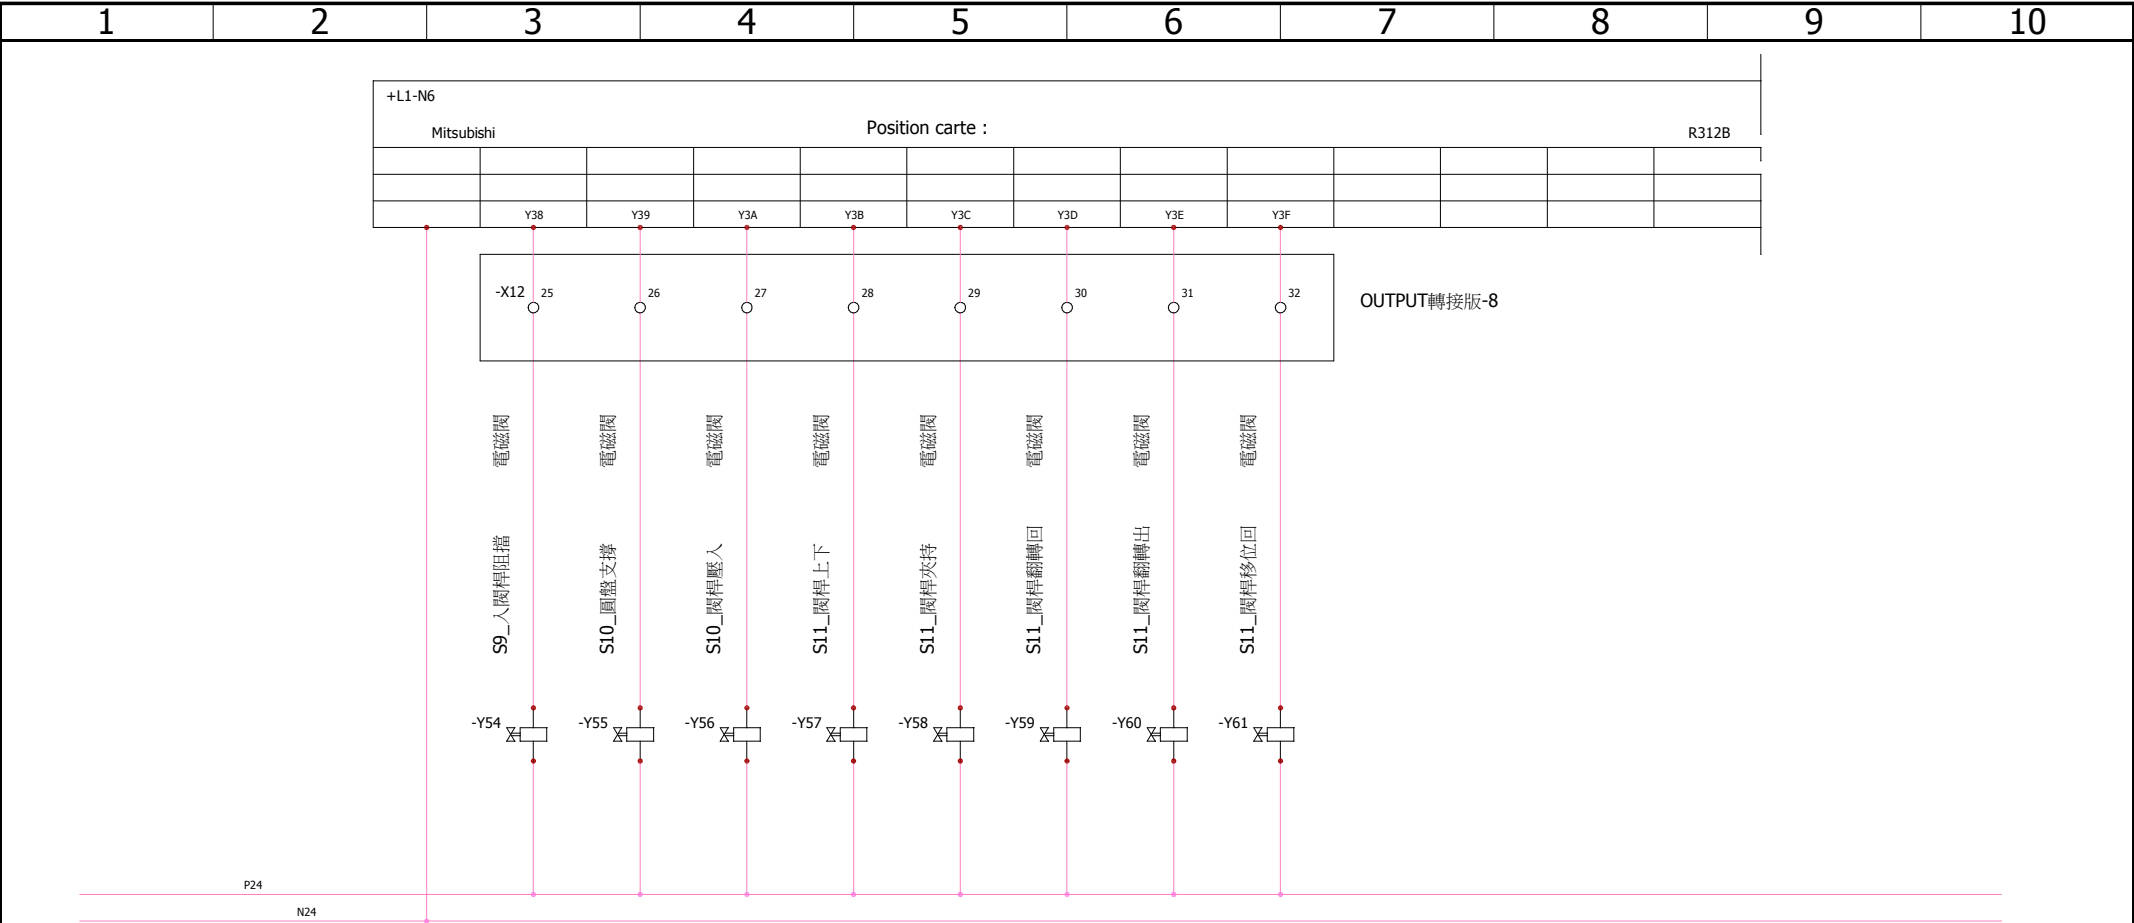 1 2 3 4 5 6 7 8 9 10
+L1-N6
Mitsubishi Position carte : R312B
Y38 Y39 Y3A Y3B Y3C Y3D Y3E Y3F
-X12 25 26 27 28 29 30 31 32
OUTPUT轉接版-8
S9_入閥桿阻擋 電磁閥
S10_圓盤支撐 電磁閥
S10_閥桿壓入 電磁閥
S11_閥桿上下 電磁閥
S11_閥桿夾持 電磁閥
S11_閥桿翻轉回 電磁閥
S11_閥桿翻轉出 電磁閥
S11_閥桿移位回 電磁閥
-Y54 -Y55 -Y56 -Y57 -Y58 -Y59 -Y60 -Y61
P24
N24